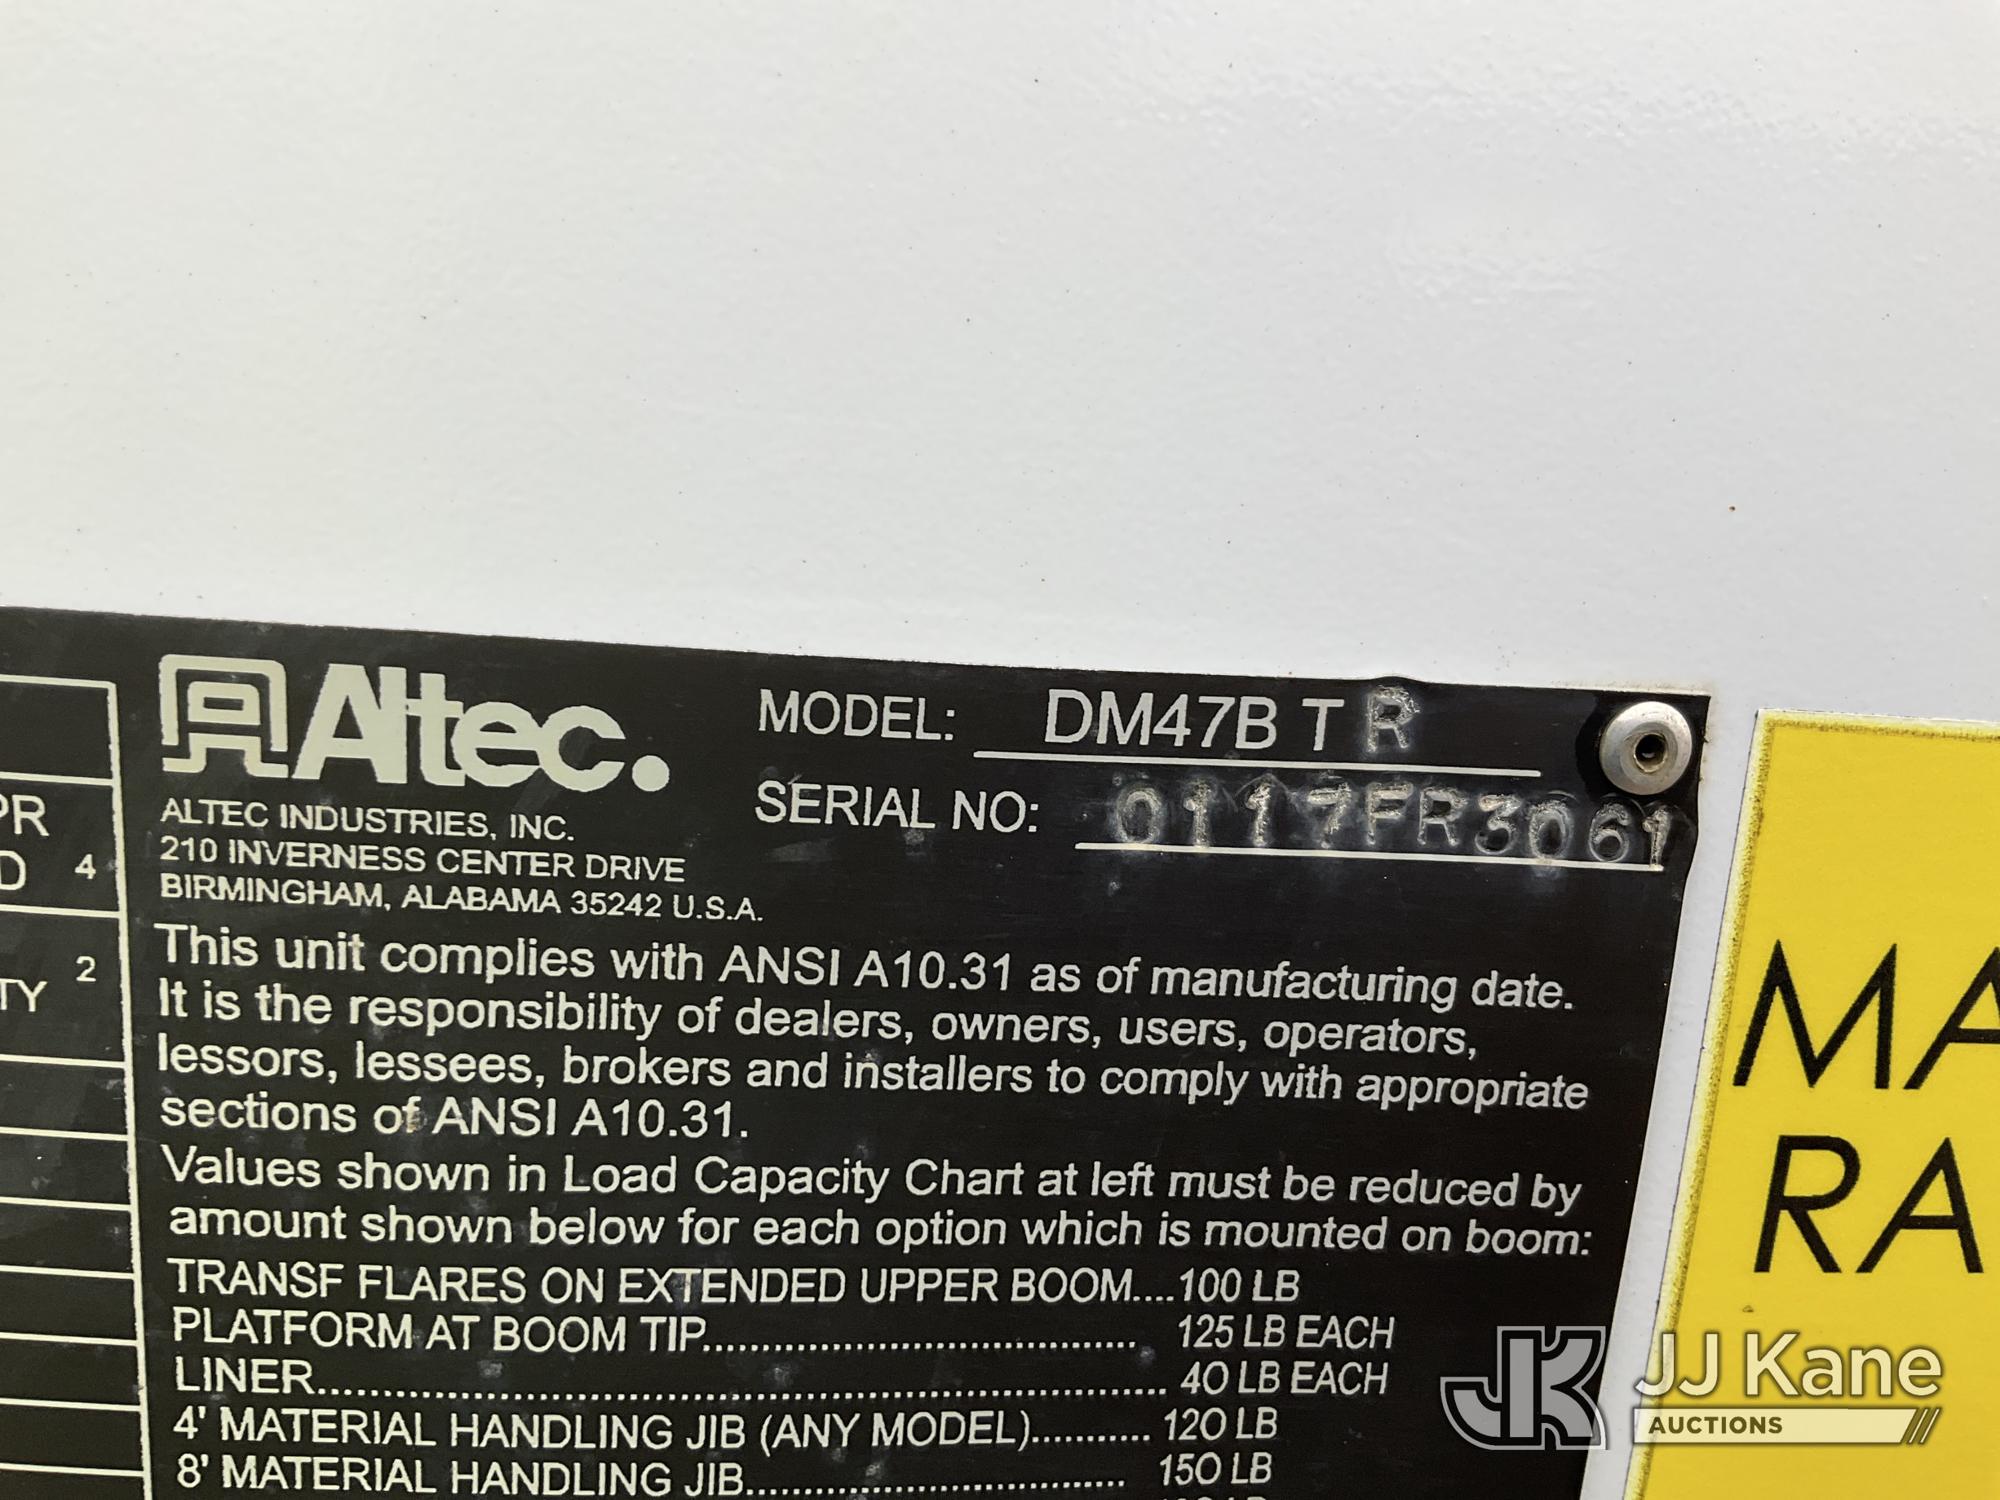 Altec.
MODEL: DM47B T R
SERIAL NO: 0117FR3061
ALTEC INDUSTRIES, INC.
210 INVERNESS CENTER DRIVE
BIRMINGHAM, ALABAMA 35242 U.S.A.
This unit complies with ANSI A10.31 as of manufacturing date.
It is the responsibility of dealers, owners, users, operators,
lessors, lessees, brokers and installers to comply with appropriate
sections of ANSI A10.31.
Values shown in Load Capacity Chart at left must be reduced by
amount shown below for each option which is mounted on boom:
TRANSF FLARES ON EXTENDED UPPER BOOM....100 LB
PLATFORM AT BOOM TIP.................................... 125 LB EACH
LINER....................................................................... 40 LB EACH
4' MATERIAL HANDLING JIB (ANY MODEL)........... 120 LB
8' MATERIAL HANDLING JIB................................... 150 LB
PR
D 4
2
TY
MA
RA
JK JJ Kane
AUCTIONS